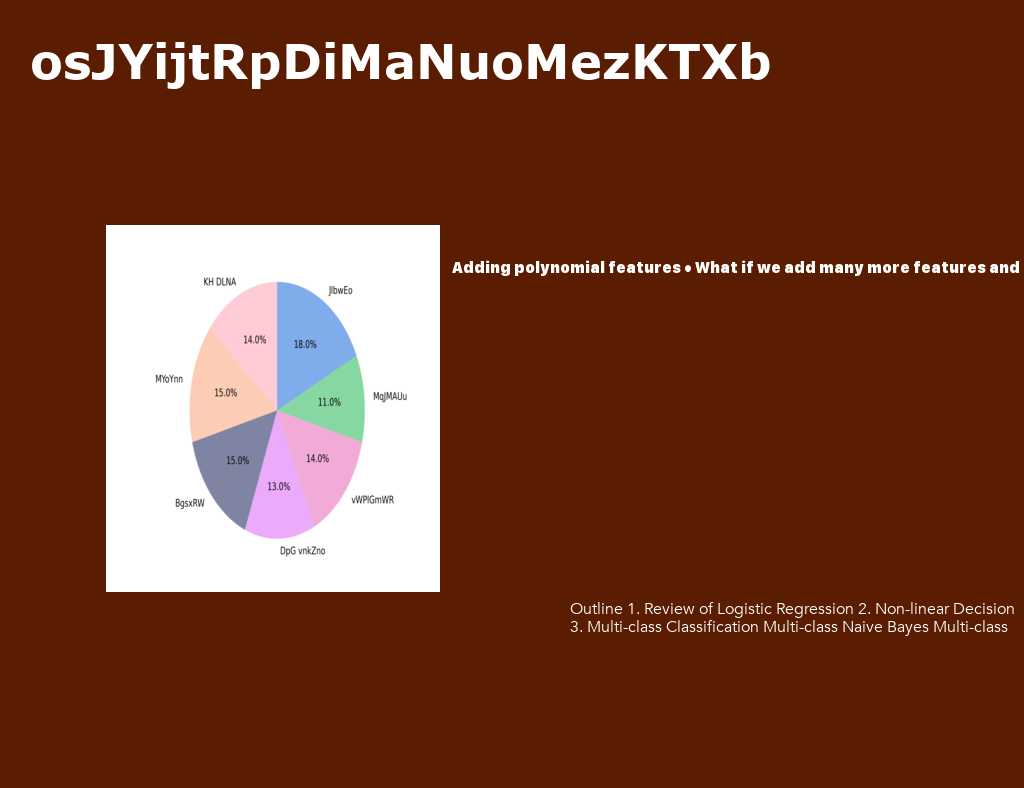 osJYijtRpDiMaNuoMezKTXb
Adding polynomial features • What if we add many more features and
KH DLNA
JlbwEo
14.0%
18.0%
MYoYnn
15.0%
11.0%
MqJMAUu
15.0%
14.0%
13.0%
BgsxRW
vWPlGmWR
DpG vnkZno
Outline 1. Review of Logistic Regression 2. Non-linear Decision
3. Multi-class Classification Multi-class Naive Bayes Multi-class